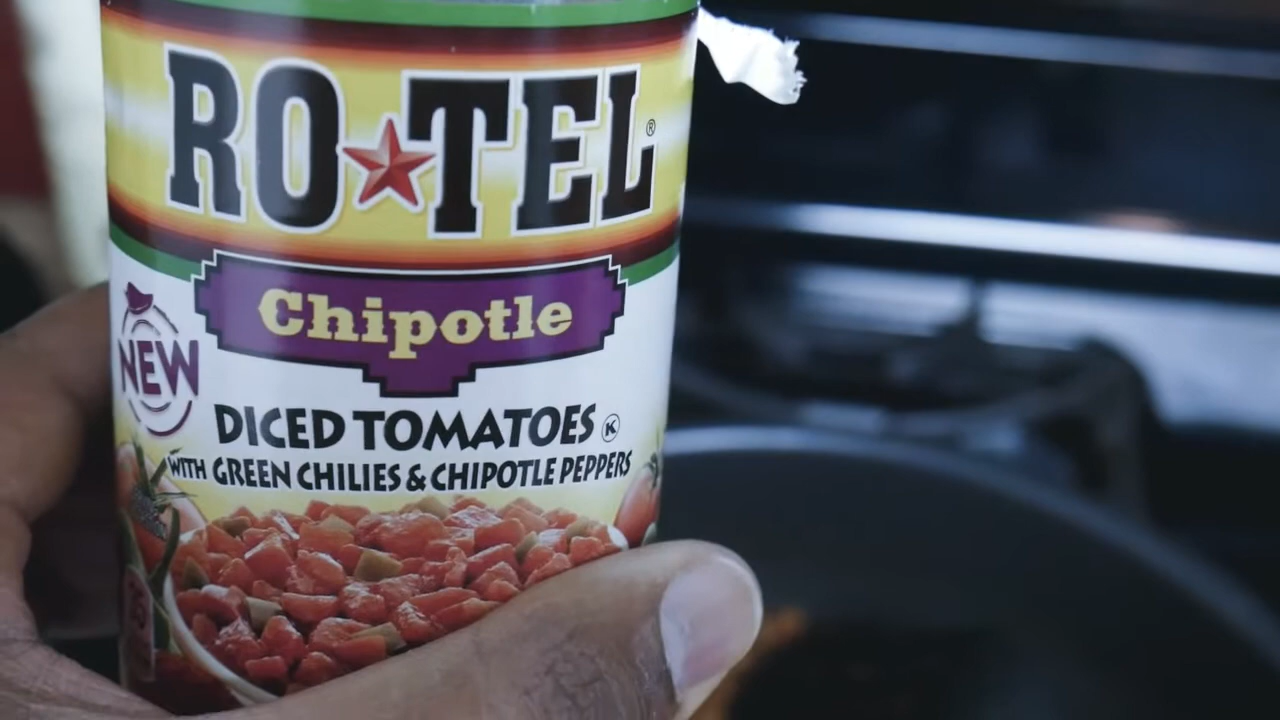 RO★TEL®
Chipotle
NEW
DICED TOMATOES K
WITH GREEN CHILIES & CHIPOTLE PEPPERS